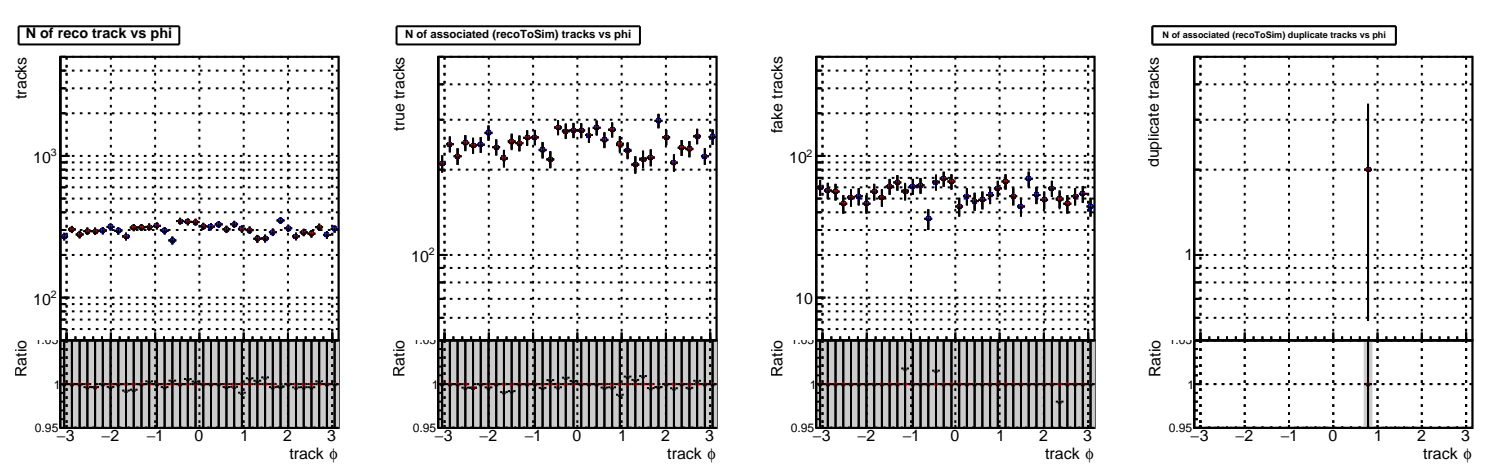 N of reco track vs phi
tracks
10³
10²
Ratio
1
0.95
−3 −2 −1 0 1 2 3
track ϕ
N of associated (recoToSim) tracks vs phi
true tracks
10²
Ratio
1
0.95
−3 −2 −1 0 1 2 3
track ϕ
fake tracks
10²
10
Ratio
1
0.95
−3 −2 −1 0 1 2 3
track ϕ
N of associated (recoToSim) duplicate tracks vs phi
duplicate tracks
1
Ratio
1
0.95
−3 −2 −1 0 1 2 3
track ϕ